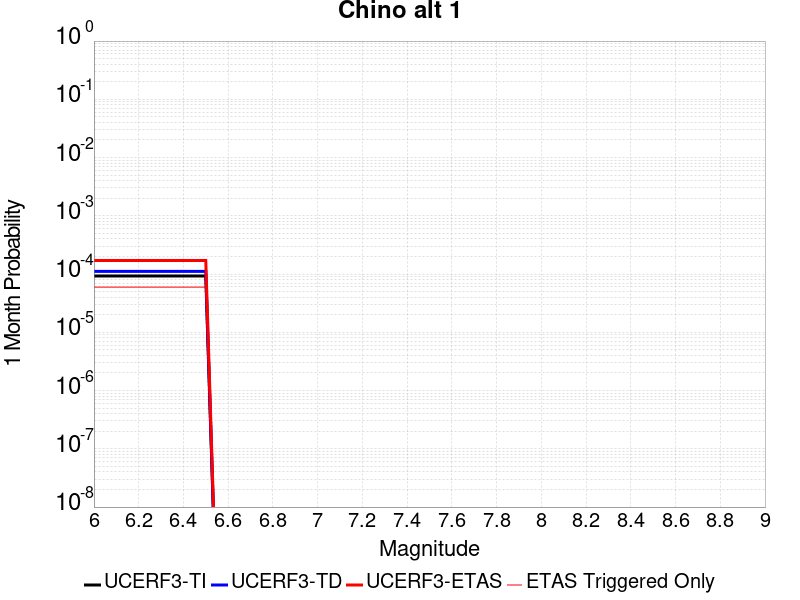 Chino alt 1
10^0
10^-1
10^-2
10^-3
10^-4
10^-5
10^-6
10^-7
10^-8
1 Month Probability
6 6.2 6.4 6.6 6.8 7 7.2 7.4 7.6 7.8 8 8.2 8.4 8.6 8.8 9
Magnitude
UCERF3-TI UCERF3-TD UCERF3-ETAS ETAS Triggered Only